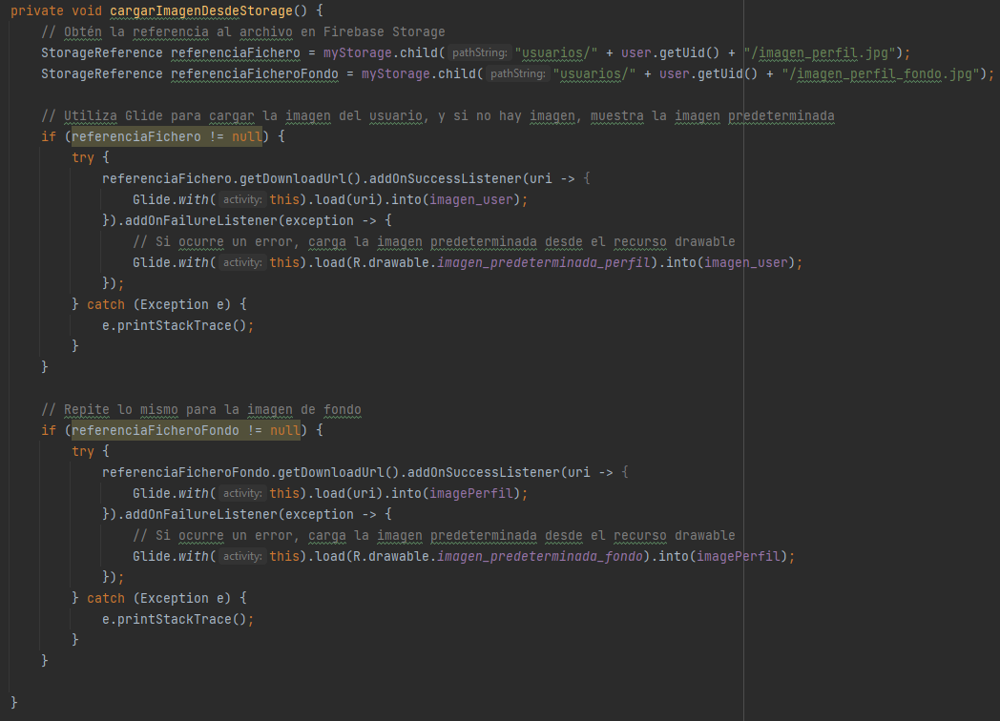 private void cargarImagenDesdeStorage() {
// Obtén la referencia al archivo en Firebase Storage
StorageReference referenciaFichero = myStorage.child( pathString: "usuarios/" + user.getUid() + "/imagen_perfil.jpg");
StorageReference referenciaFicheroFondo = myStorage.child( pathString: "usuarios/" + user.getUid() + "/imagen_perfil_fondo.jpg");
// Utiliza Glide para cargar la imagen del usuario, y si no hay imagen, muestra la imagen predeterminada
if (referenciaFichero != null) {
try {
referenciaFichero.getDownloadUrl().addOnSuccessListener(uri -> {
Glide.with( activity: this).load(uri).into(imagen_user);
}).addOnFailureListener(exception -> {
// Si ocurre un error, carga la imagen predeterminada desde el recurso drawable
Glide.with( activity: this).load(R.drawable.imagen_predeterminada_perfil).into(imagen_user);
});
} catch (Exception e) {
e.printStackTrace();
}
}
// Repite lo mismo para la imagen de fondo
if (referenciaFicheroFondo != null) {
try {
referenciaFicheroFondo.getDownloadUrl().addOnSuccessListener(uri -> {
Glide.with( activity: this).load(uri).into(imagePerfil);
}).addOnFailureListener(exception -> {
// Si ocurre un error, carga la imagen predeterminada desde el recurso drawable
Glide.with( activity: this).load(R.drawable.imagen_predeterminada_fondo).into(imagePerfil);
});
} catch (Exception e) {
e.printStackTrace();
}
}
}